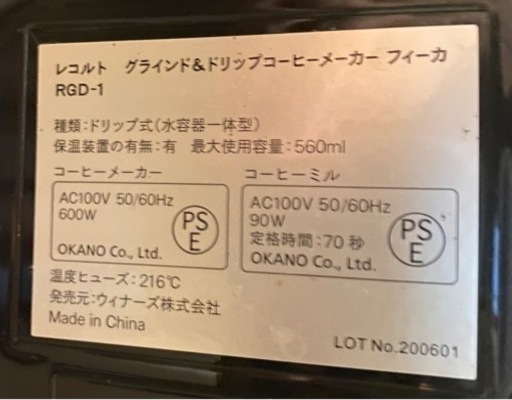 レコルト グラインド&ドリップコーヒーメーカー フィーカ
RGD-1
種類:ドリップ式(水容器一体型)
保温装置の有無:有 最大使用容量:560ml
コーヒーメーカー
AC100V 50/60Hz
600W
PS
E
OKANO Co., Ltd.
コーヒーミル
AC100V 50/60Hz
90W
定格時間:70秒
PS
E
OKANO Co., Ltd.
温度ヒューズ:216℃
発売元:ウィナーズ株式会社
Made in China
LOT No.200601